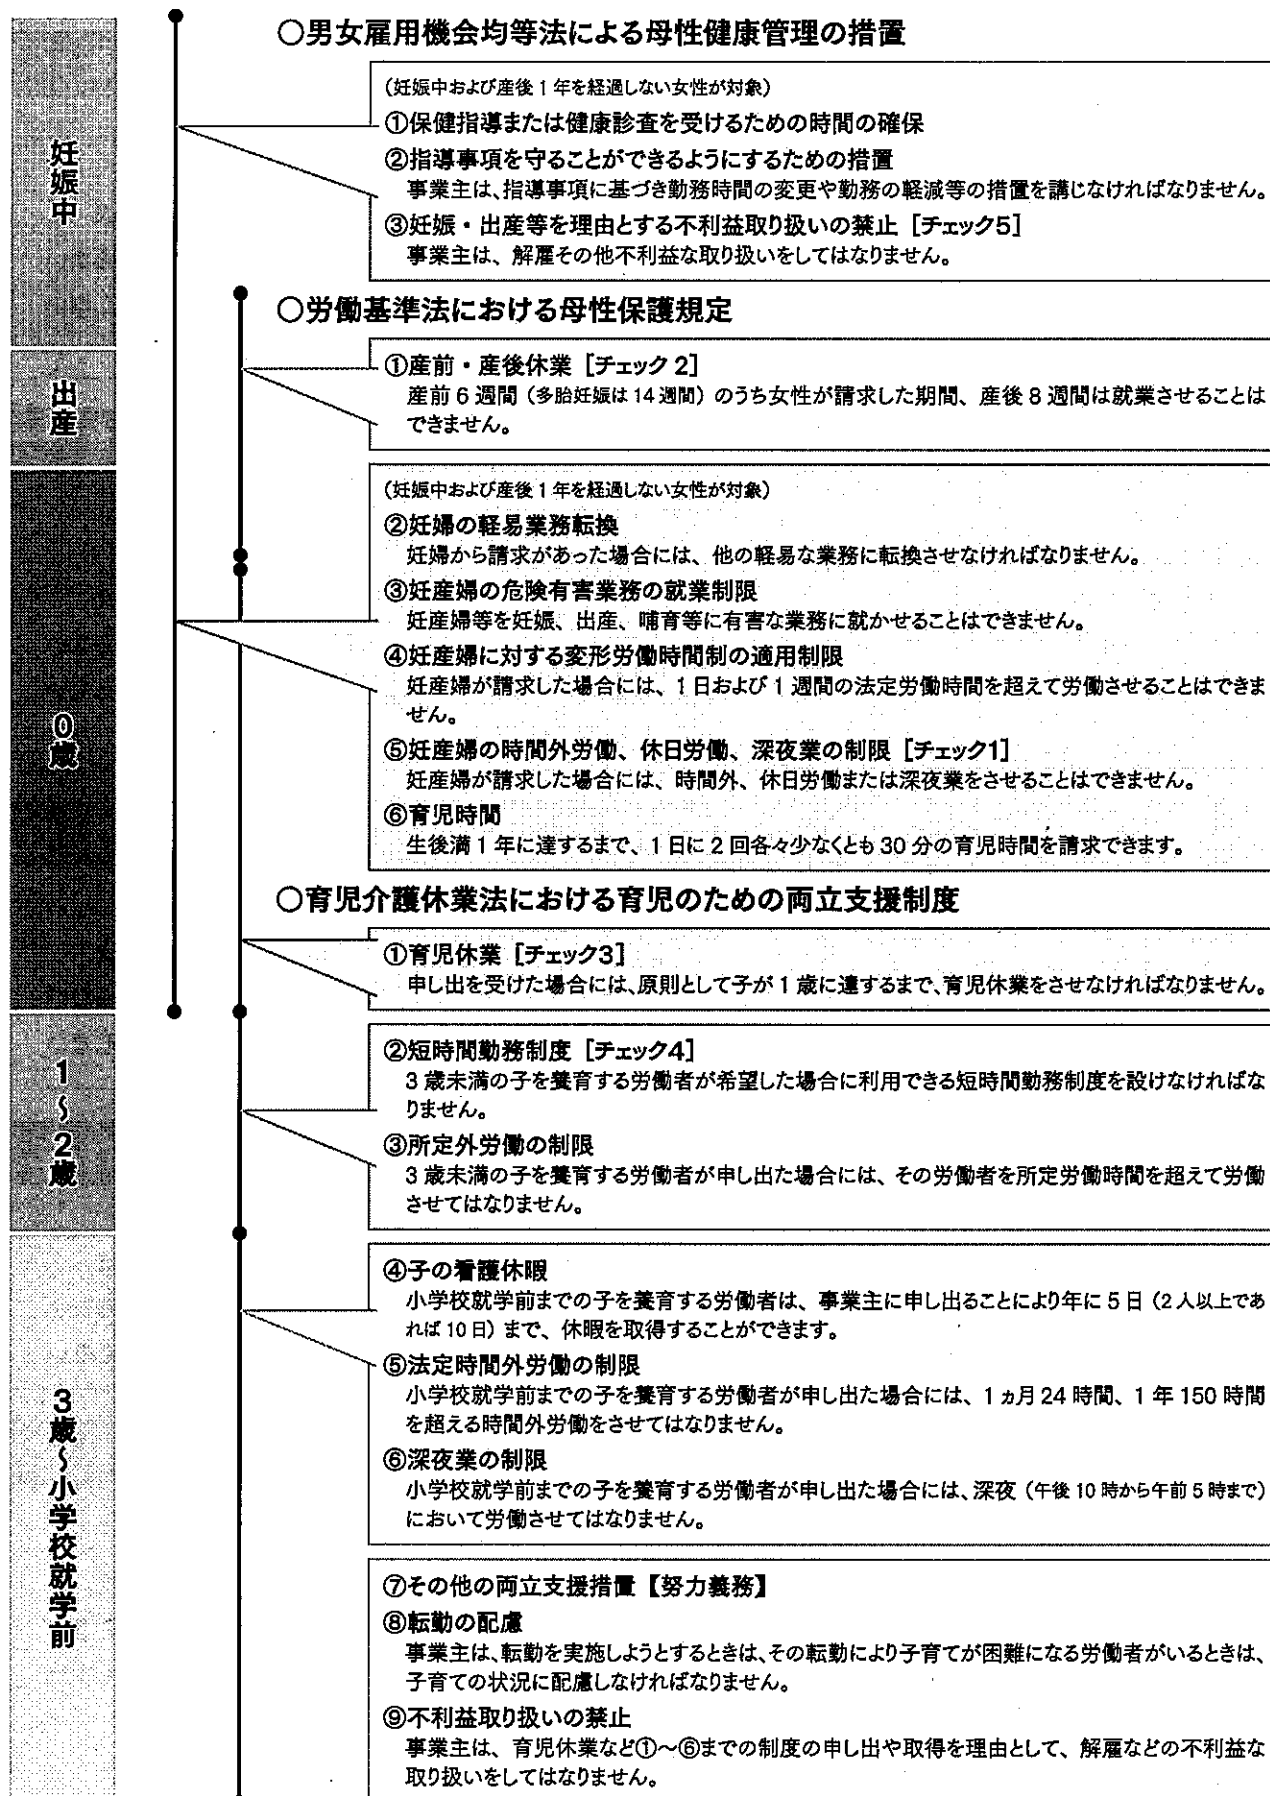 ○男女雇用機会均等法による母性健康管理の措置
(妊娠中および産後1年を経過しない女性が対象)
①保健指導または健康診査を受けるための時間の確保
②指導事項を守ることができるようにするための措置
事業主は、指導事項に基づき勤務時間の変更や勤務の軽減等の措置を講じなければなりません。
③妊娠・出産等を理由とする不利益取り扱いの禁止［チェック5］
事業主は、解雇その他不利益な取り扱いをしてはなりません。
妊娠中
○労働基準法における母性保護規定
①産前・産後休業［チェック2］
産前6週間（多胎妊娠は14週間）のうち女性が請求した期間、産後8週間は就業させることは
できません。
出産
(妊娠中および産後1年を経過しない女性が対象)
②妊婦の軽易業務転換
妊婦から請求があった場合には、他の軽易な業務に転換させなければなりません。
③妊産婦の危険有害業務の就業制限
妊産婦等を妊娠、出産、哺育等に有害な業務に就かせることはできません。
④妊産婦に対する変形労働時間制の適用制限
妊産婦が請求した場合には、1日および1週間の法定労働時間を超えて労働させることはできま
せん。
⑤妊産婦の時間外労働、休日労働、深夜業の制限［チェック1］
妊産婦が請求した場合には、時間外、休日労働または深夜業をさせることはできません。
⑥育児時間
生後満1年に達するまで、1日に2回各々少なくとも30分の育児時間を請求できます。
0歳
○育児介護休業法における育児のための両立支援制度
①育児休業［チェック3］
申し出を受けた場合には、原則として子が1歳に達するまで、育児休業をさせなければなりません。
②短時間勤務制度［チェック4］
3歳未満の子を養育する労働者が希望した場合に利用できる短時間勤務制度を設けなければな
りません。
③所定外労働の制限
3歳未満の子を養育する労働者が申し出た場合には、その労働者を所定労働時間を超えて労働
させてはなりません。
1～2歳
④子の看護休暇
小学校就学前までの子を養育する労働者は、事業主に申し出ることにより年に5日（2人以上であ
れば10日）まで、休暇を取得することができます。
⑤法定時間外労働の制限
小学校就学前までの子を養育する労働者が申し出た場合には、1ヵ月24時間、1年150時間
を超える時間外労働をさせてはなりません。
⑥深夜業の制限
小学校就学前までの子を養育する労働者が申し出た場合には、深夜（午後10時から午前5時まで）
において労働させてはなりません。
3歳～小学校就学前
⑦その他の両立支援措置【努力義務】
⑧転勤の配慮
事業主は、転勤を実施しようとするときは、その転勤により子育てが困難になる労働者がいるときは、
子育ての状況に配慮しなければなりません。
⑨不利益取り扱いの禁止
事業主は、育児休業など①～⑥までの制度の申し出や取得を理由として、解雇などの不利益な
取り扱いをしてはなりません。